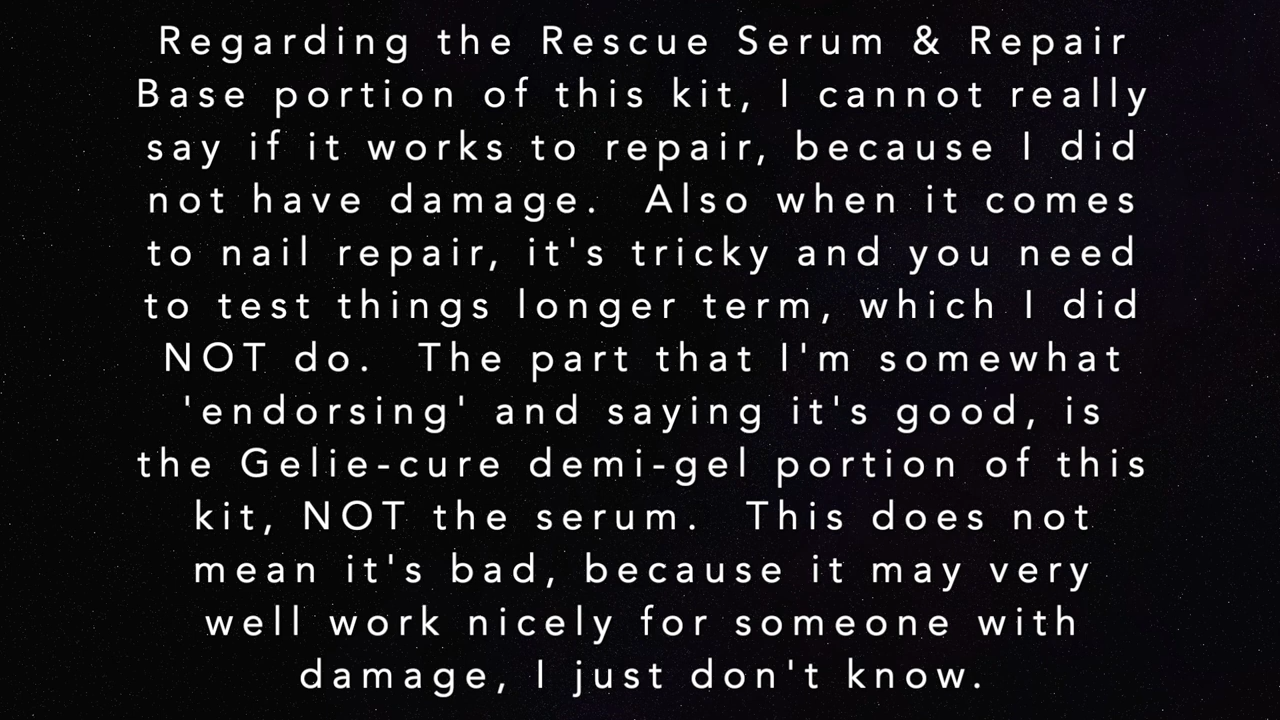 Regarding the Rescue Serum & Repair
Base portion of this kit, I cannot really
say if it works to repair, because I did
not have damage.  Also when it comes
to nail repair, it's tricky and you need
to test things longer term, which I did
NOT do.  The part that I'm somewhat
'endorsing' and saying it's good, is
the Gelie-cure demi-gel portion of this
kit, NOT the serum.  This does not
mean it's bad, because it may very
well work nicely for someone with
damage, I just don't know.